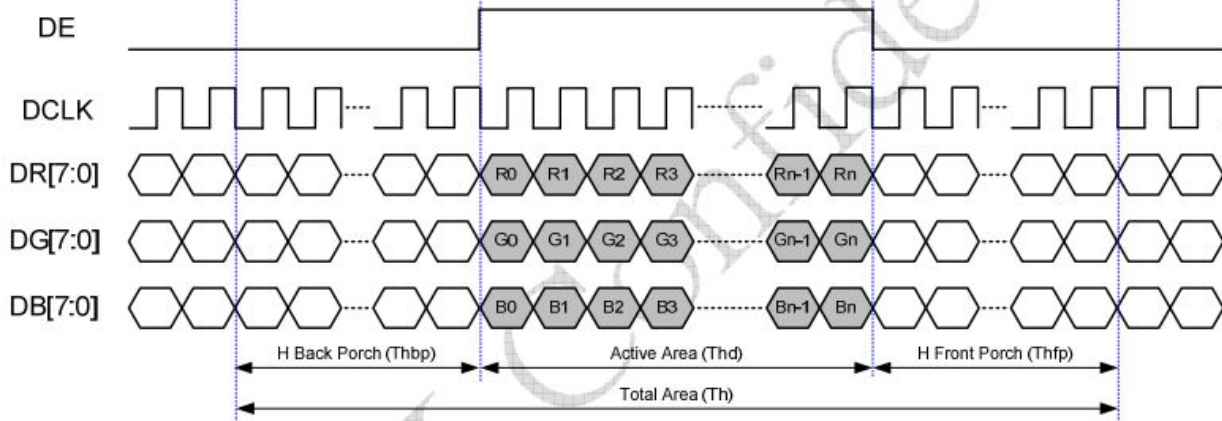 DE
DCLK
DR[7:0] R0 R1 R2 R3 Rn-1 Rn
DG[7:0] G0 G1 G2 G3 Gn-1 Gn
DB[7:0] B0 B1 B2 B3 Bn-1 Bn
H Back Porch (Thbp) Active Area (Thd) H Front Porch (Thfp)
Total Area (Th)